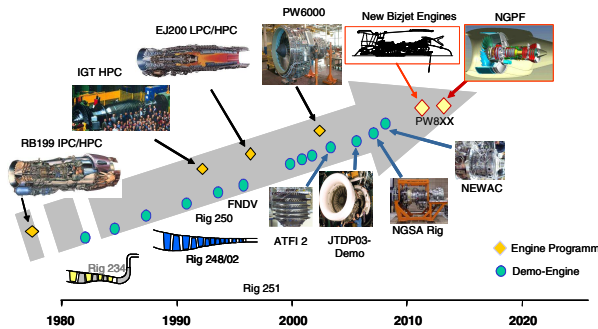 PW6000
New Bizjet Engines
NGPF
EJ200 LPC/HPC
IGT HPC
RB199 IPC/HPC
PW8XX
NEWAC
FNDV
Rig 250
NGSA Rig
ATFI 2
JTDP03-
Demo
Rig 248/02
Engine Programm
Rig 234
Demo-Engine
Rig 251
1980
1990
2000
2010
2020